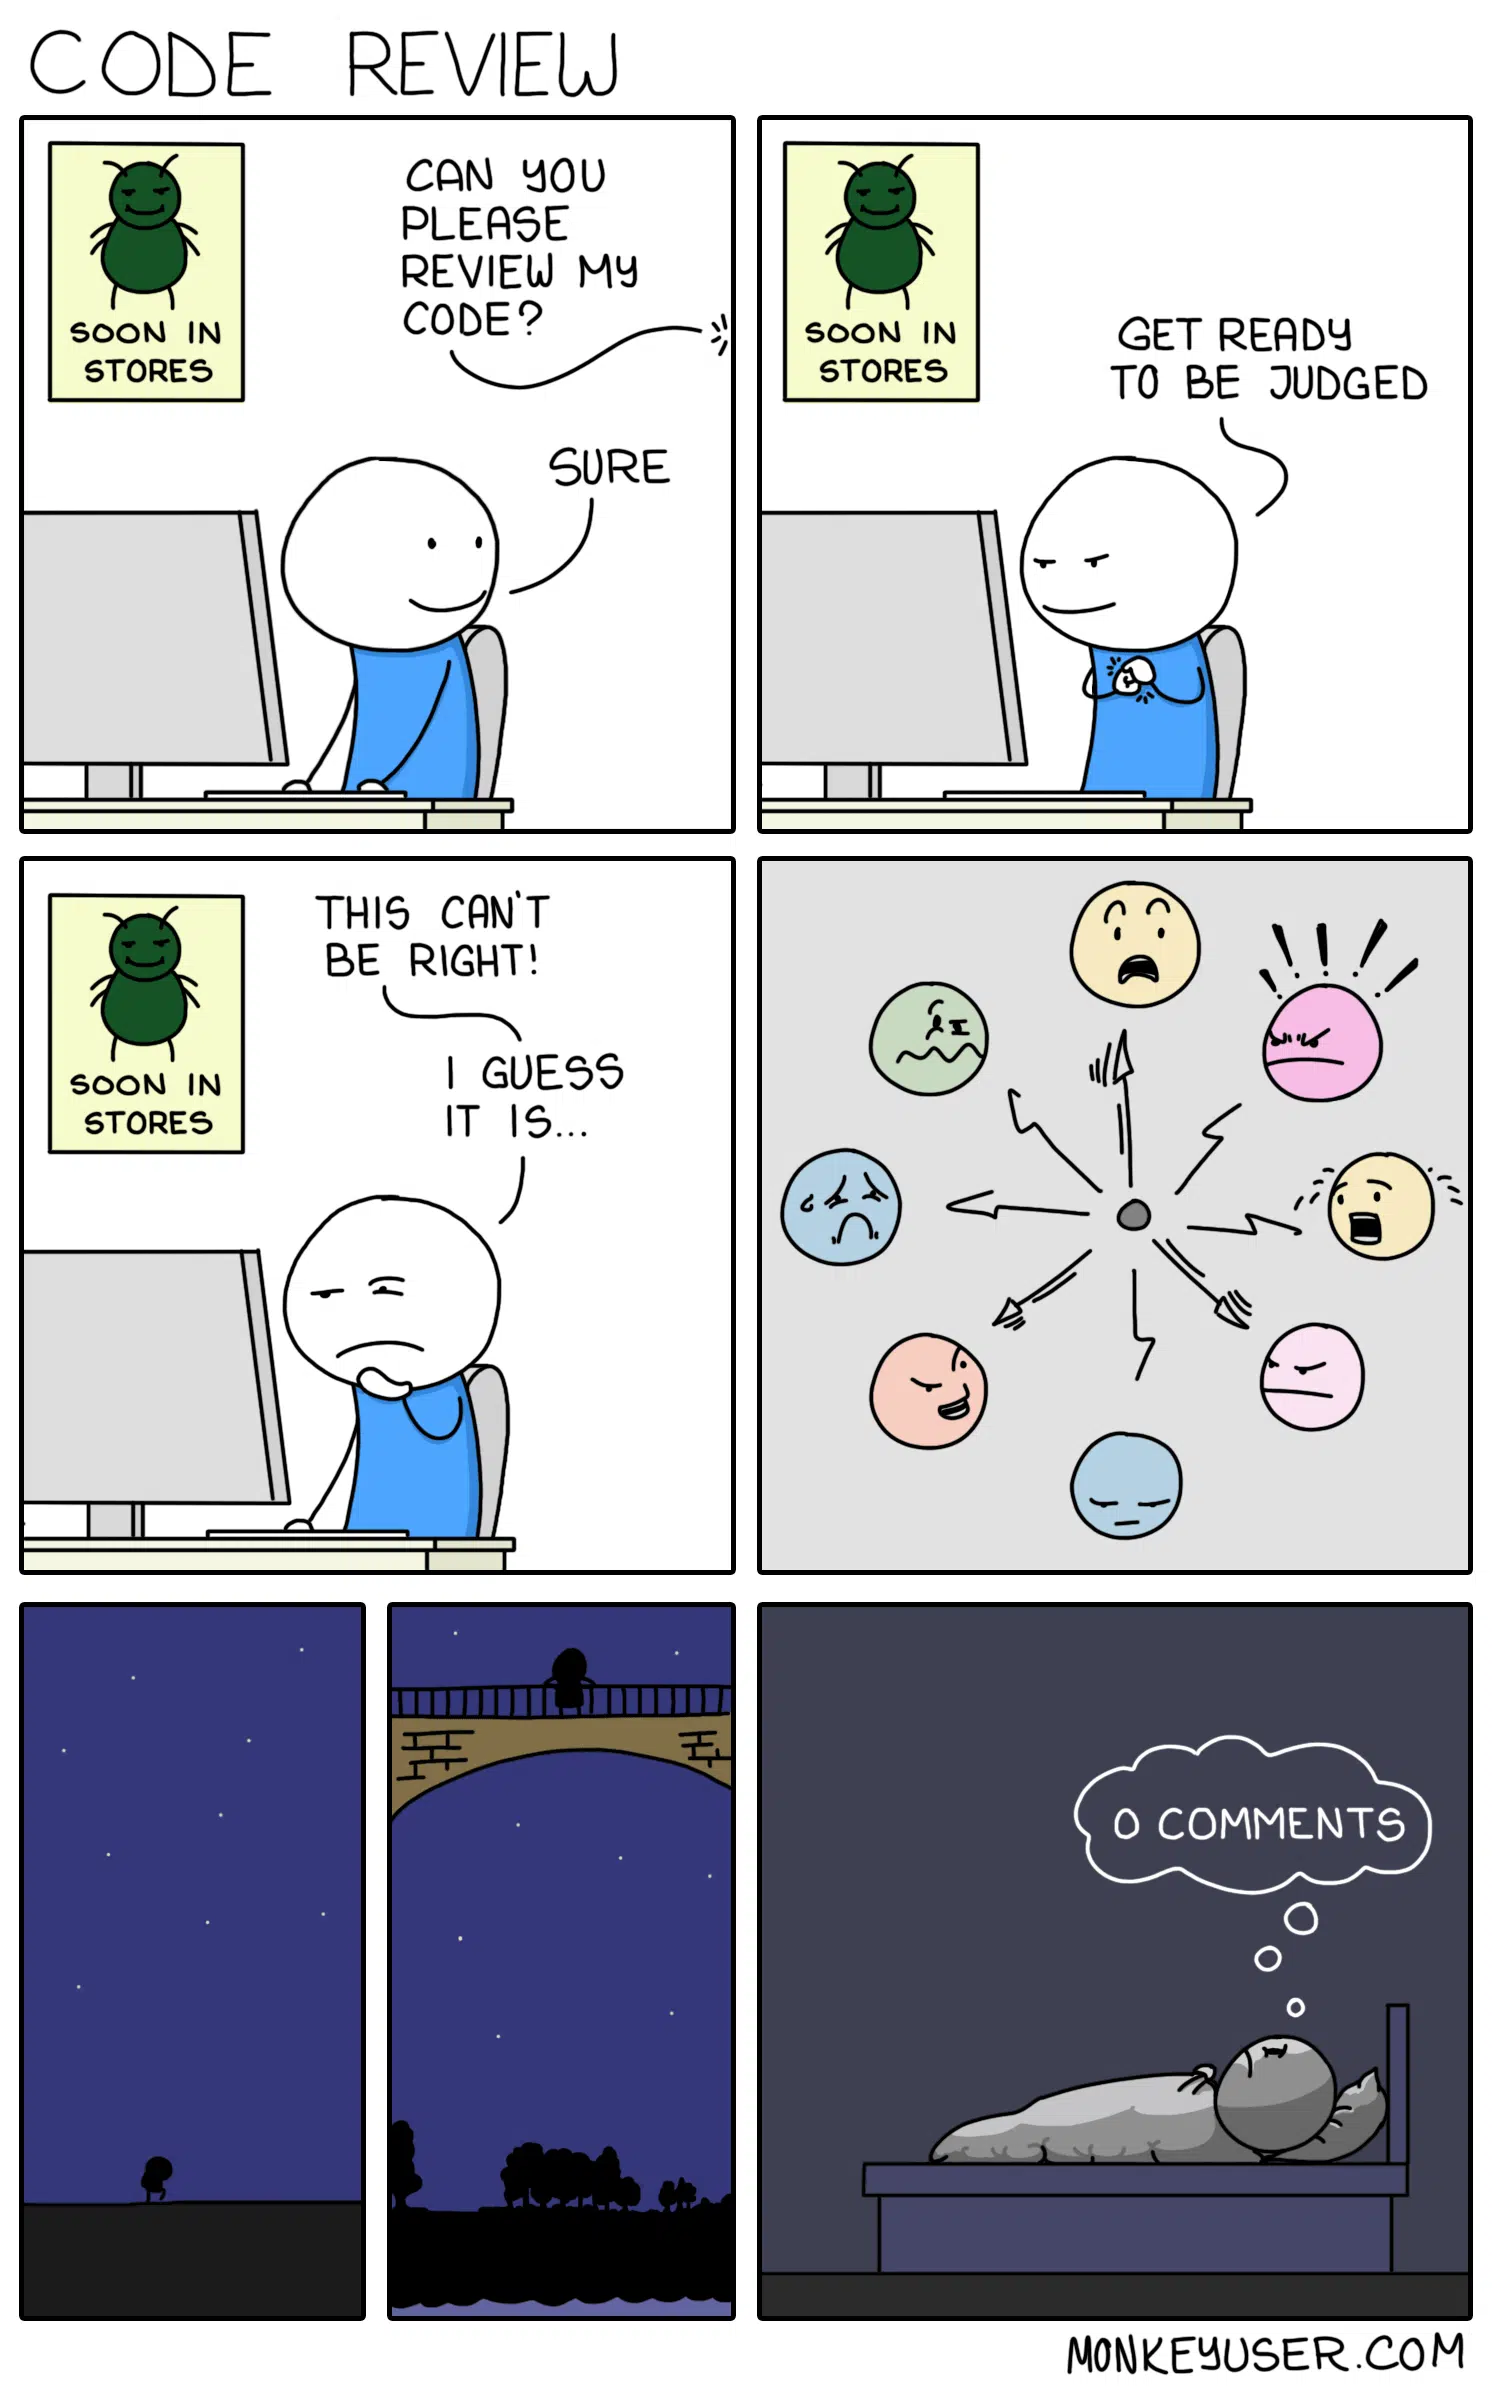 CODE REVIEW
SOON IN
STORES
CAN YOU
PLEASE
REVIEW MY
CODE?
SURE
SOON IN
STORES
GET READY
TO BE JUDGED
SOON IN
STORES
THIS CAN'T
BE RIGHT!
I GUESS
IT IS...
0 COMMENTS
MONKEYUSER.COM